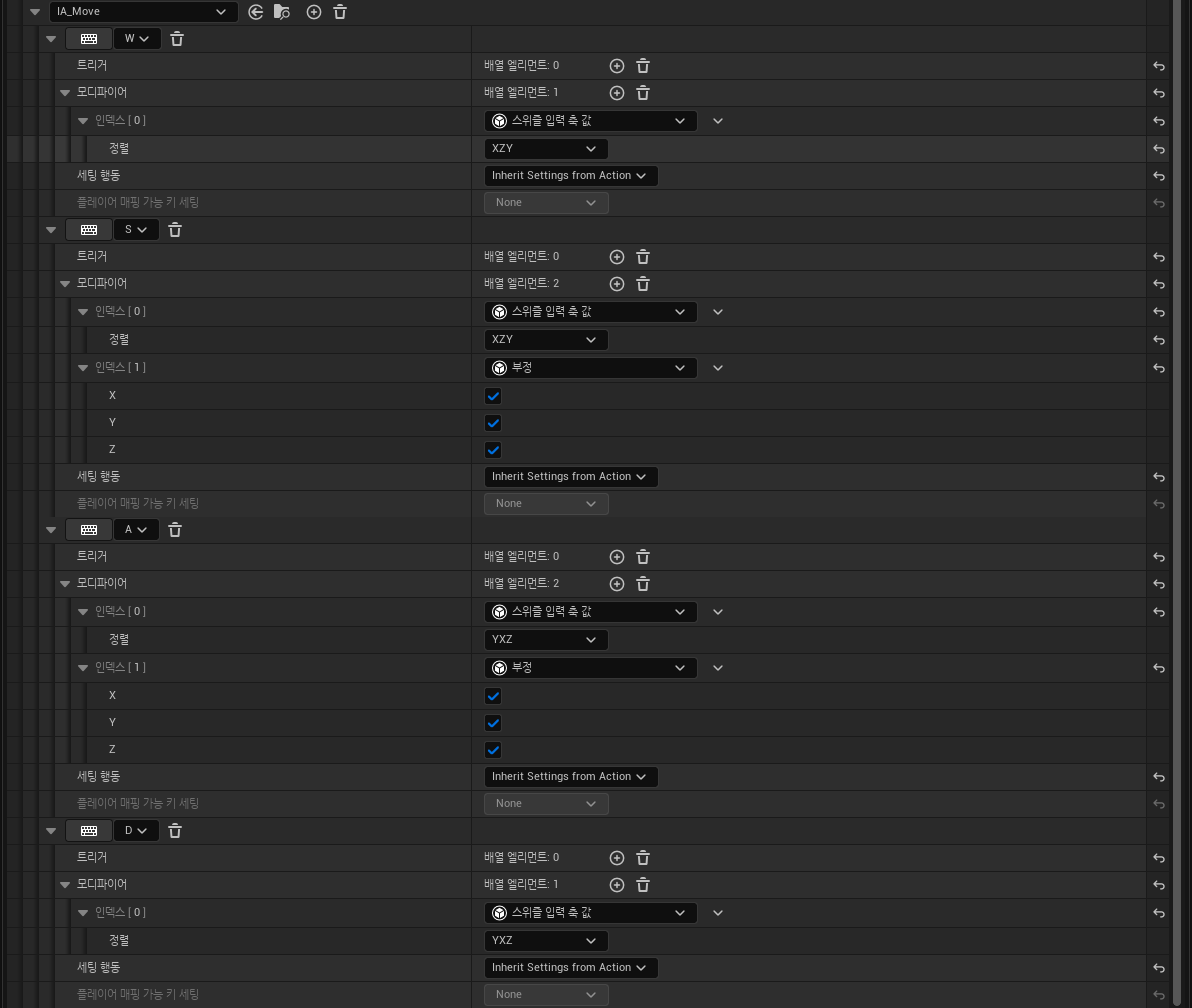 IA_Move
W
트리거 배열 엘리먼트: 0
모디파이어 배열 엘리먼트: 1
인덱스 [ 0 ] 스위즐 입력 축 값
정렬 XZY
세팅 행동 Inherit Settings from Action
플레이어 매핑 가능 키 세팅 None
S
트리거 배열 엘리먼트: 0
모디파이어 배열 엘리먼트: 2
인덱스 [ 0 ] 스위즐 입력 축 값
정렬 XZY
인덱스 [ 1 ] 부정
X
Y
Z
세팅 행동 Inherit Settings from Action
플레이어 매핑 가능 키 세팅 None
A
트리거 배열 엘리먼트: 0
모디파이어 배열 엘리먼트: 2
인덱스 [ 0 ] 스위즐 입력 축 값
정렬 YXZ
인덱스 [ 1 ] 부정
X
Y
Z
세팅 행동 Inherit Settings from Action
플레이어 매핑 가능 키 세팅 None
D
트리거 배열 엘리먼트: 0
모디파이어 배열 엘리먼트: 1
인덱스 [ 0 ] 스위즐 입력 축 값
정렬 YXZ
세팅 행동 Inherit Settings from Action
플레이어 매핑 가능 키 세팅 None